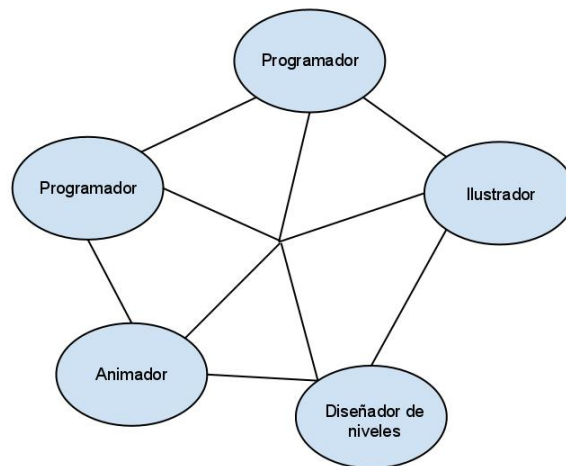 Programador
Programador
Ilustrador
Animador
Diseñador de
niveles